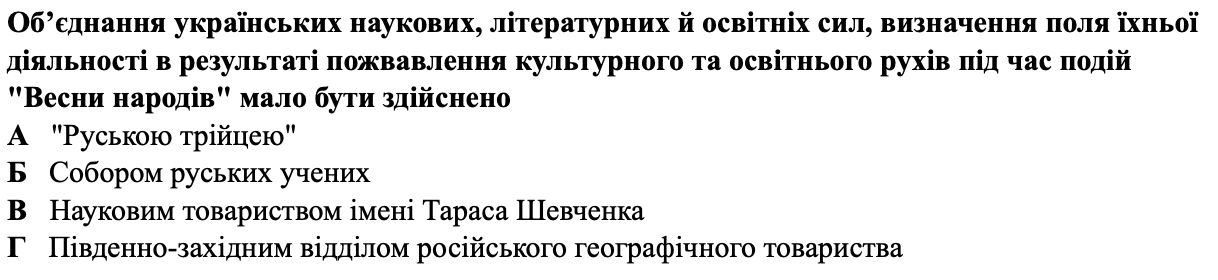 Об’єднання українських наукових, літературних й освітніх сил, визначення поля їхньої
діяльності в результаті пожвавлення культурного та освітнього рухів під час подій
"Весни народів" мало бути здійснено
А "Руською трійцею"
Б Собором руських учених
В Науковим товариством імені Тараса Шевченка
Г Південно-західним відділом російського географічного товариства